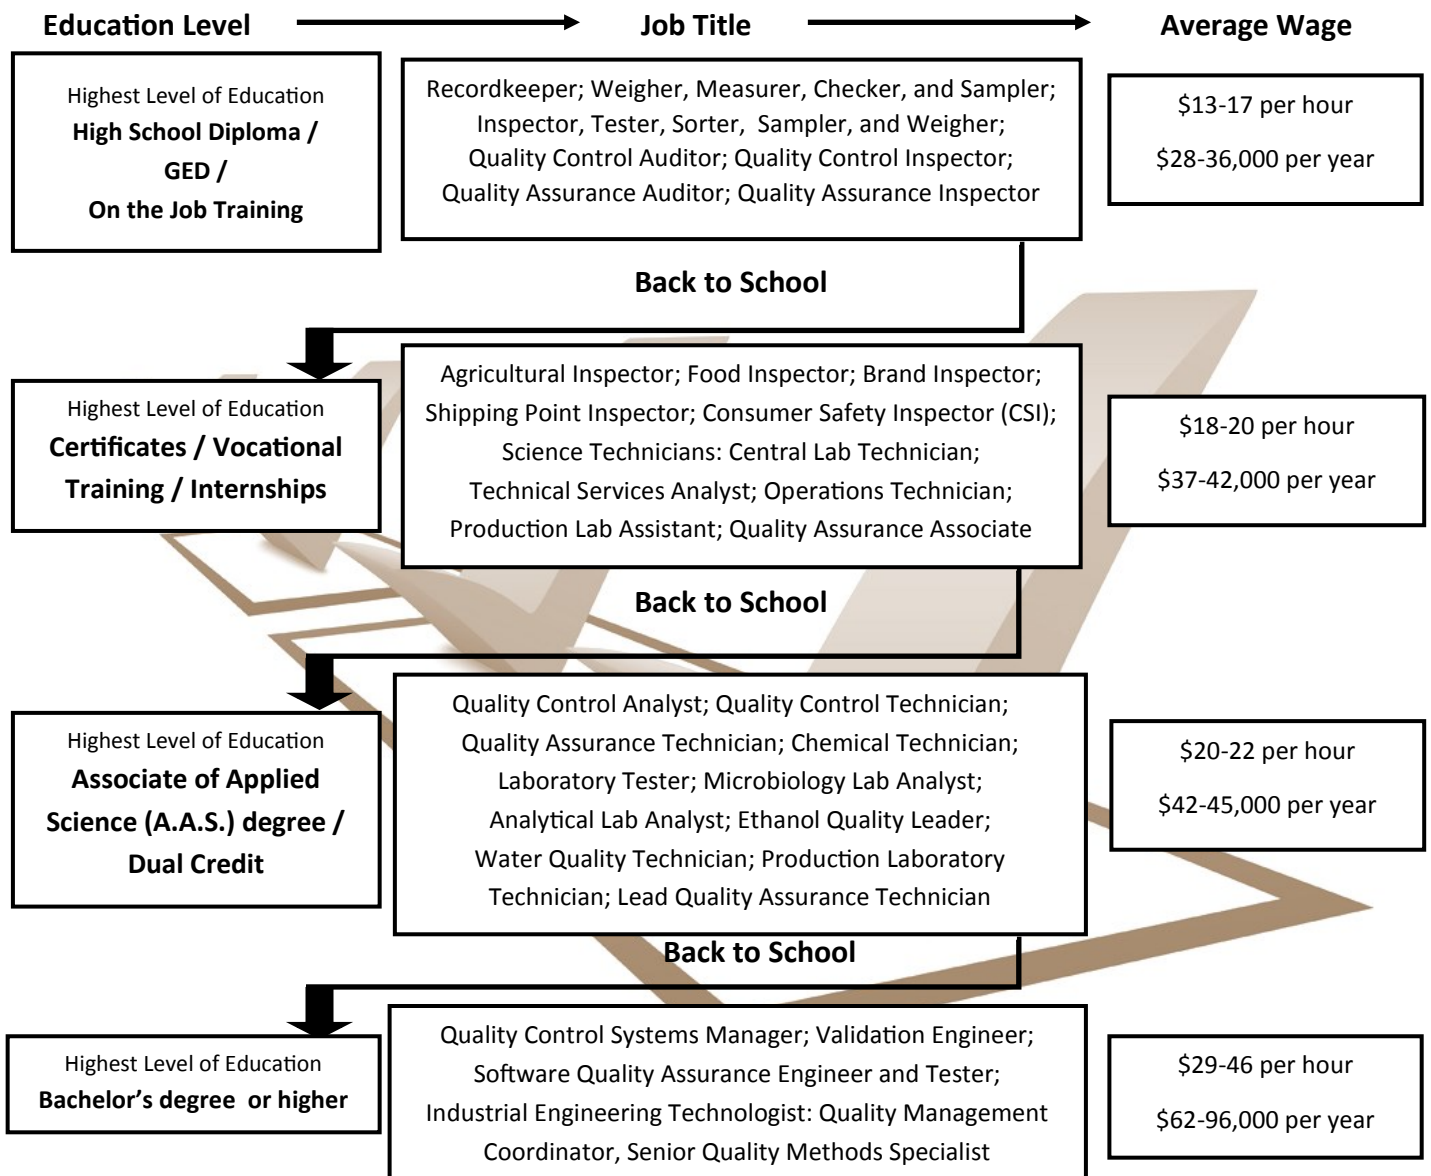 Education Level
Job Title
Average Wage
Highest Level of Education
High School Diploma /
GED /
On the Job Training
Recordkeeper; Weigher, Measurer, Checker, and Sampler;
Inspector, Tester, Sorter, Sampler, and Weigher;
Quality Control Auditor; Quality Control Inspector;
Quality Assurance Auditor; Quality Assurance Inspector
$13-17 per hour
$28-36,000 per year
Back to School
Highest Level of Education
Certificates / Vocational
Training / Internships
Agricultural Inspector; Food Inspector; Brand Inspector;
Shipping Point Inspector; Consumer Safety Inspector (CSI);
Science Technicians: Central Lab Technician;
Technical Services Analyst; Operations Technician;
Production Lab Assistant; Quality Assurance Associate
$18-20 per hour
$37-42,000 per year
Back to School
Highest Level of Education
Associate of Applied
Science (A.A.S.) degree /
Dual Credit
Quality Control Analyst; Quality Control Technician;
Quality Assurance Technician; Chemical Technician;
Laboratory Tester; Microbiology Lab Analyst;
Analytical Lab Analyst; Ethanol Quality Leader;
Water Quality Technician; Production Laboratory
Technician; Lead Quality Assurance Technician
$20-22 per hour
$42-45,000 per year
Back to School
Highest Level of Education
Bachelor's degree or higher
Quality Control Systems Manager; Validation Engineer;
Software Quality Assurance Engineer and Tester;
Industrial Engineering Technologist: Quality Management
Coordinator, Senior Quality Methods Specialist
$29-46 per hour
$62-96,000 per year